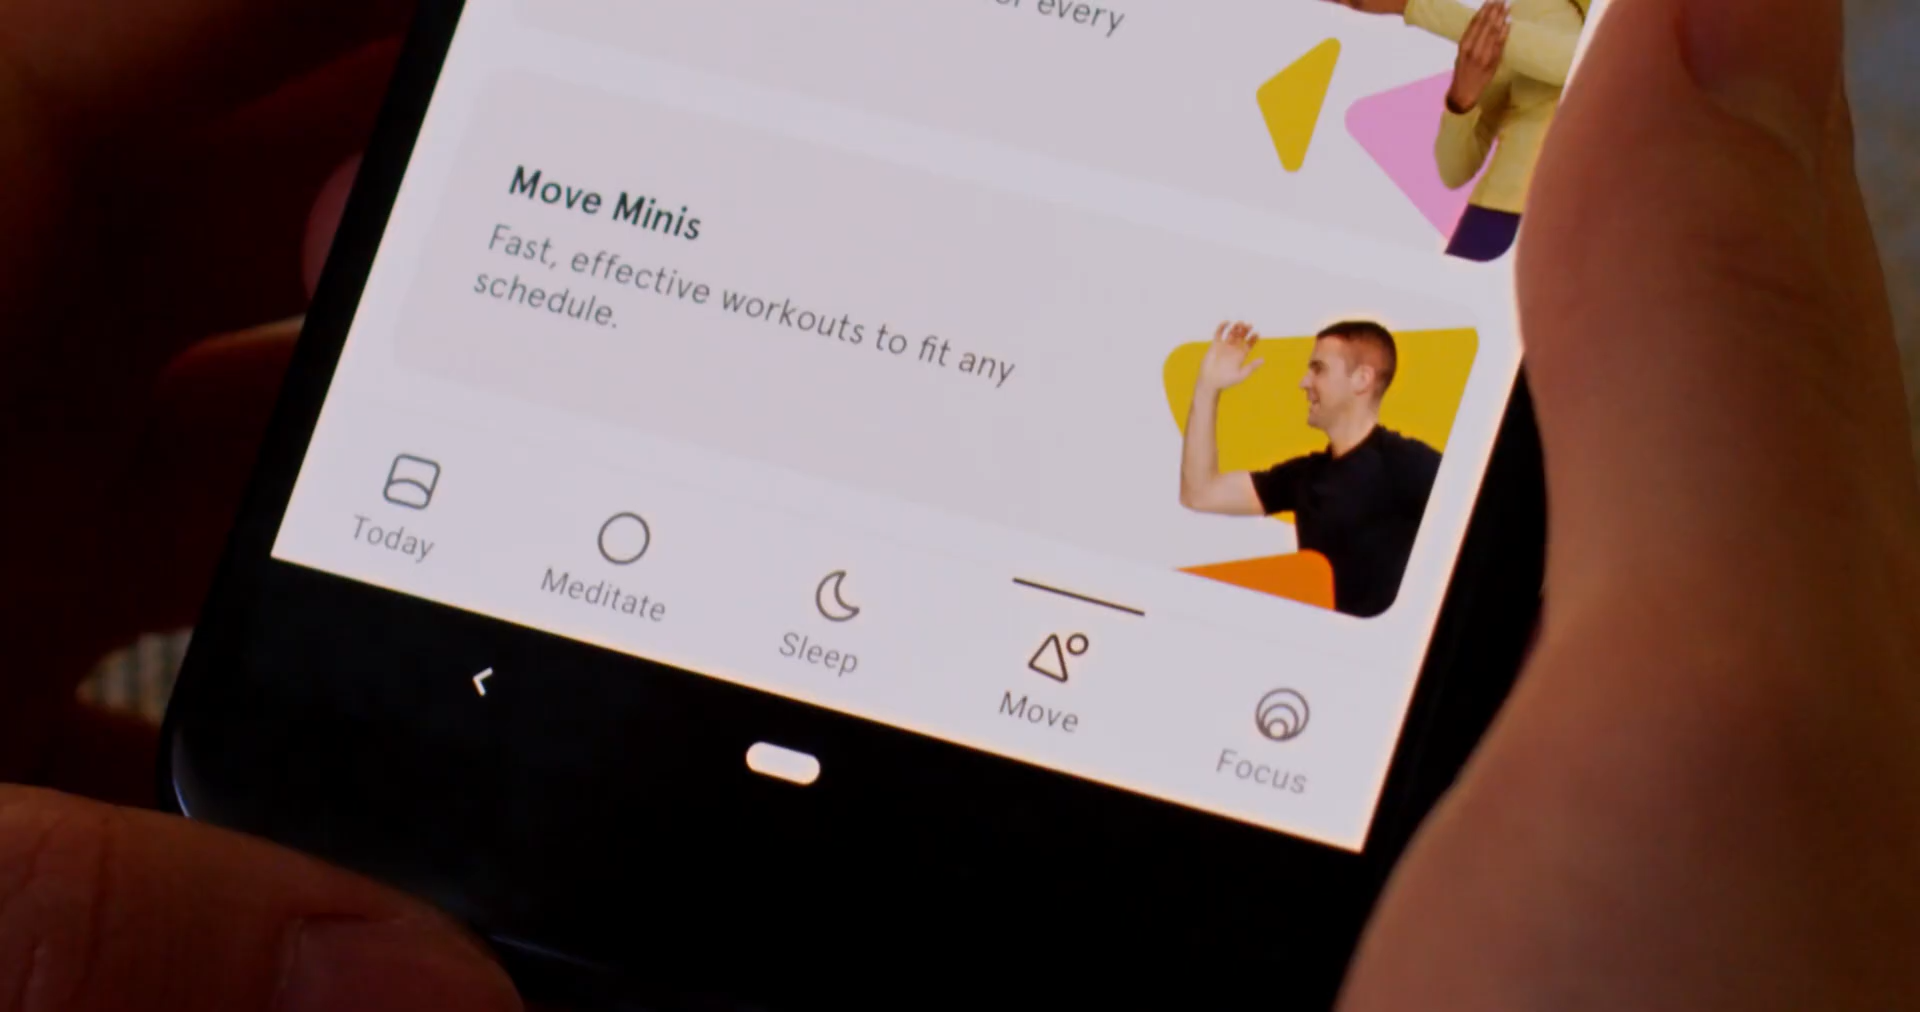 every
Move Minis
Fast, effective workouts to fit any
schedule.
Today
Meditate
Sleep
Move
Focus